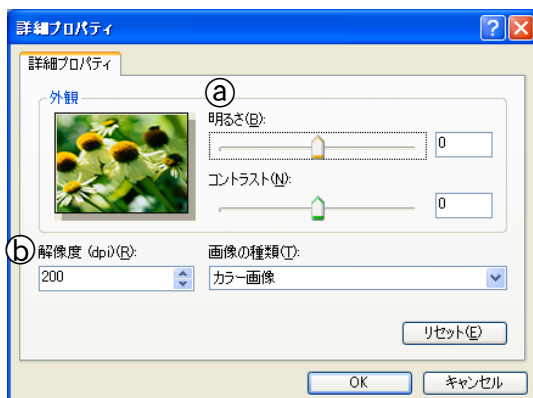 詳細プロパティ
詳細プロパティ
外観
ⓐ
明るさ(B):
0
コントラスト(N):
0
ⓑ
解像度 (dpi)(R):
画像の種類(T):
200
カラー画像
リセット(E)
OK
キャンセル